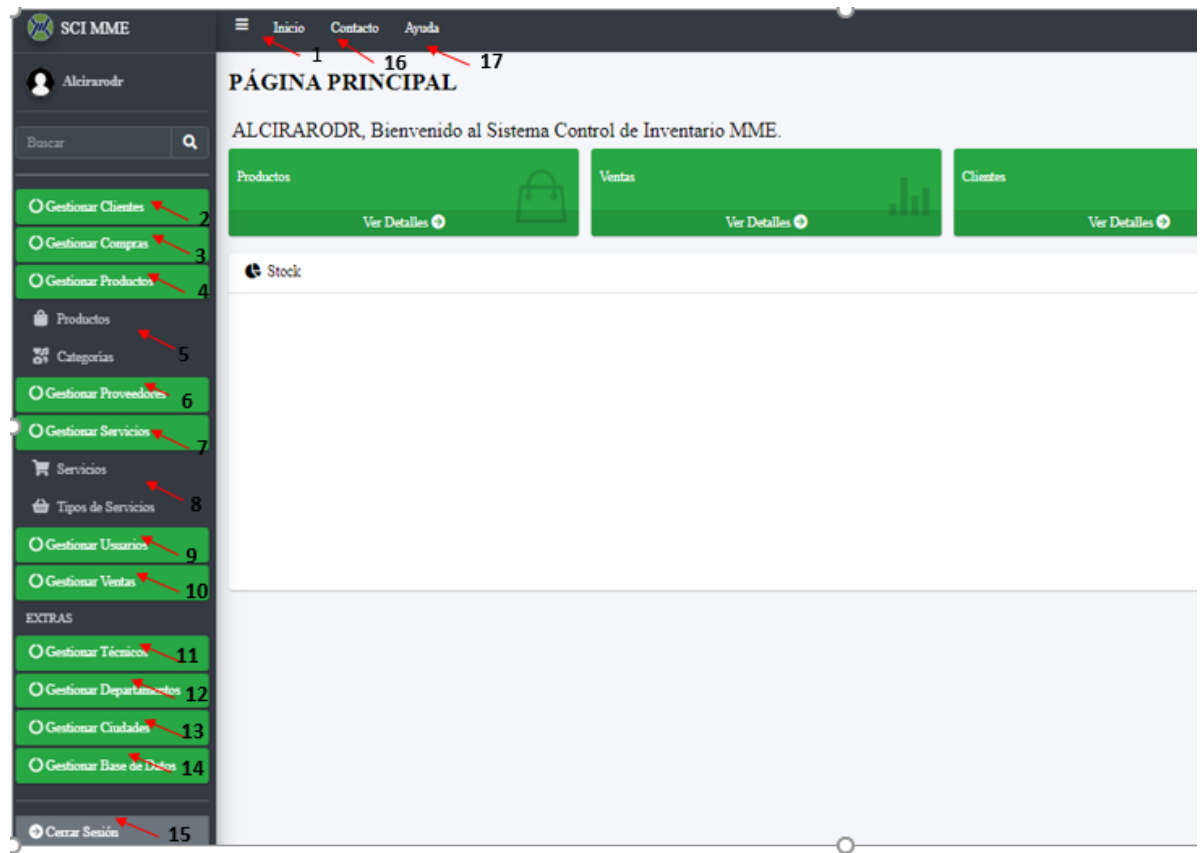 SCI MME
Inicio Contacto Ayuda
1 16 17
Alcirarodr
Buscar
PÁGINA PRINCIPAL
ALCIRARODR, Bienvenido al Sistema Control de Inventario MME.
Productos
Ver Detalles
Ventas
Ver Detalles
Clientes
Ver Detalles
Stock
Gestionar Clientes 2
Gestionar Compras 3
Gestionar Productos 4
Productos
5
Categorias
Gestionar Proveedores 6
Gestionar Servicios 7
Servicios
8
Tipos de Servicios
Gestionar Usuarios 9
Gestionar Ventas 10
EXTRAS
Gestionar Técnicos 11
Gestionar Departamentos 12
Gestionar Ciudades 13
Gestionar Base de Datos 14
Cerrar Sesión 15